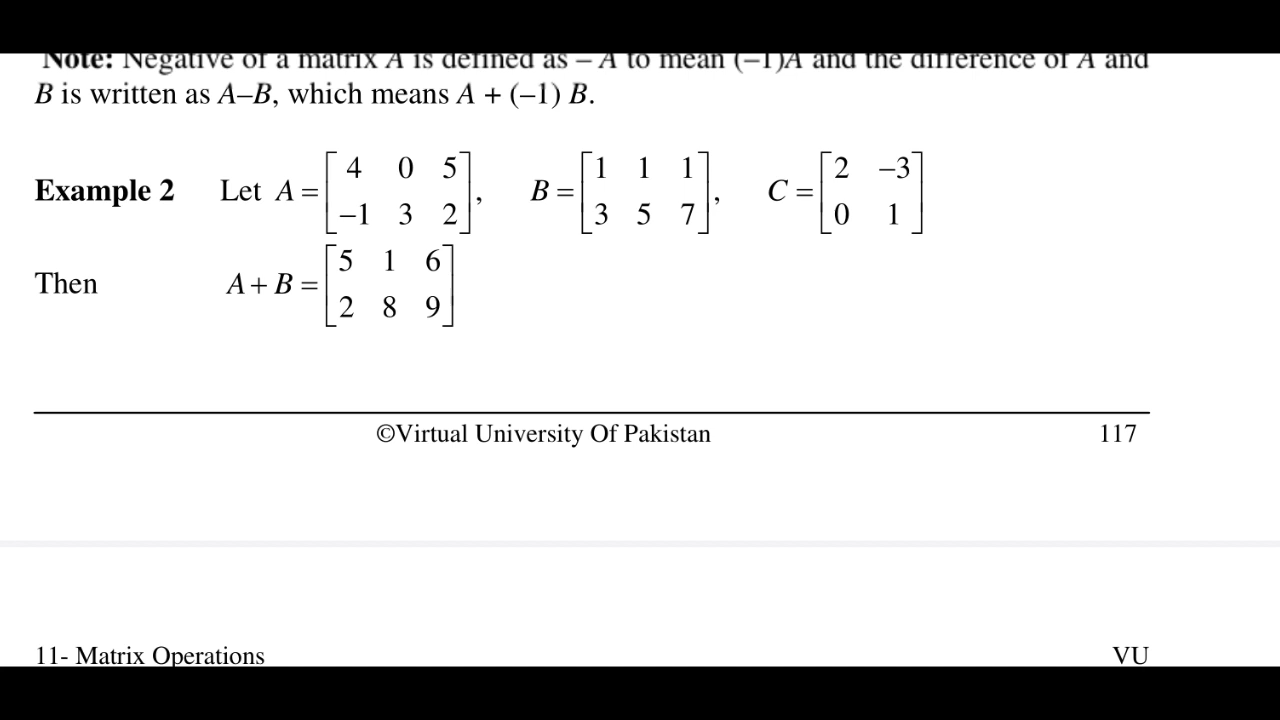 Note: Negative of a matrix A is defined as – A to mean (–1)A and the difference of A and
B is written as A–B, which means A + (–1) B.
Example 2 Let A = [4 0 5; –1 3 2], B = [1 1 1; 3 5 7], C = [2 –3; 0 1]
Then A + B = [5 1 6; 2 8 9]
©Virtual University Of Pakistan 117
11- Matrix Operations VU